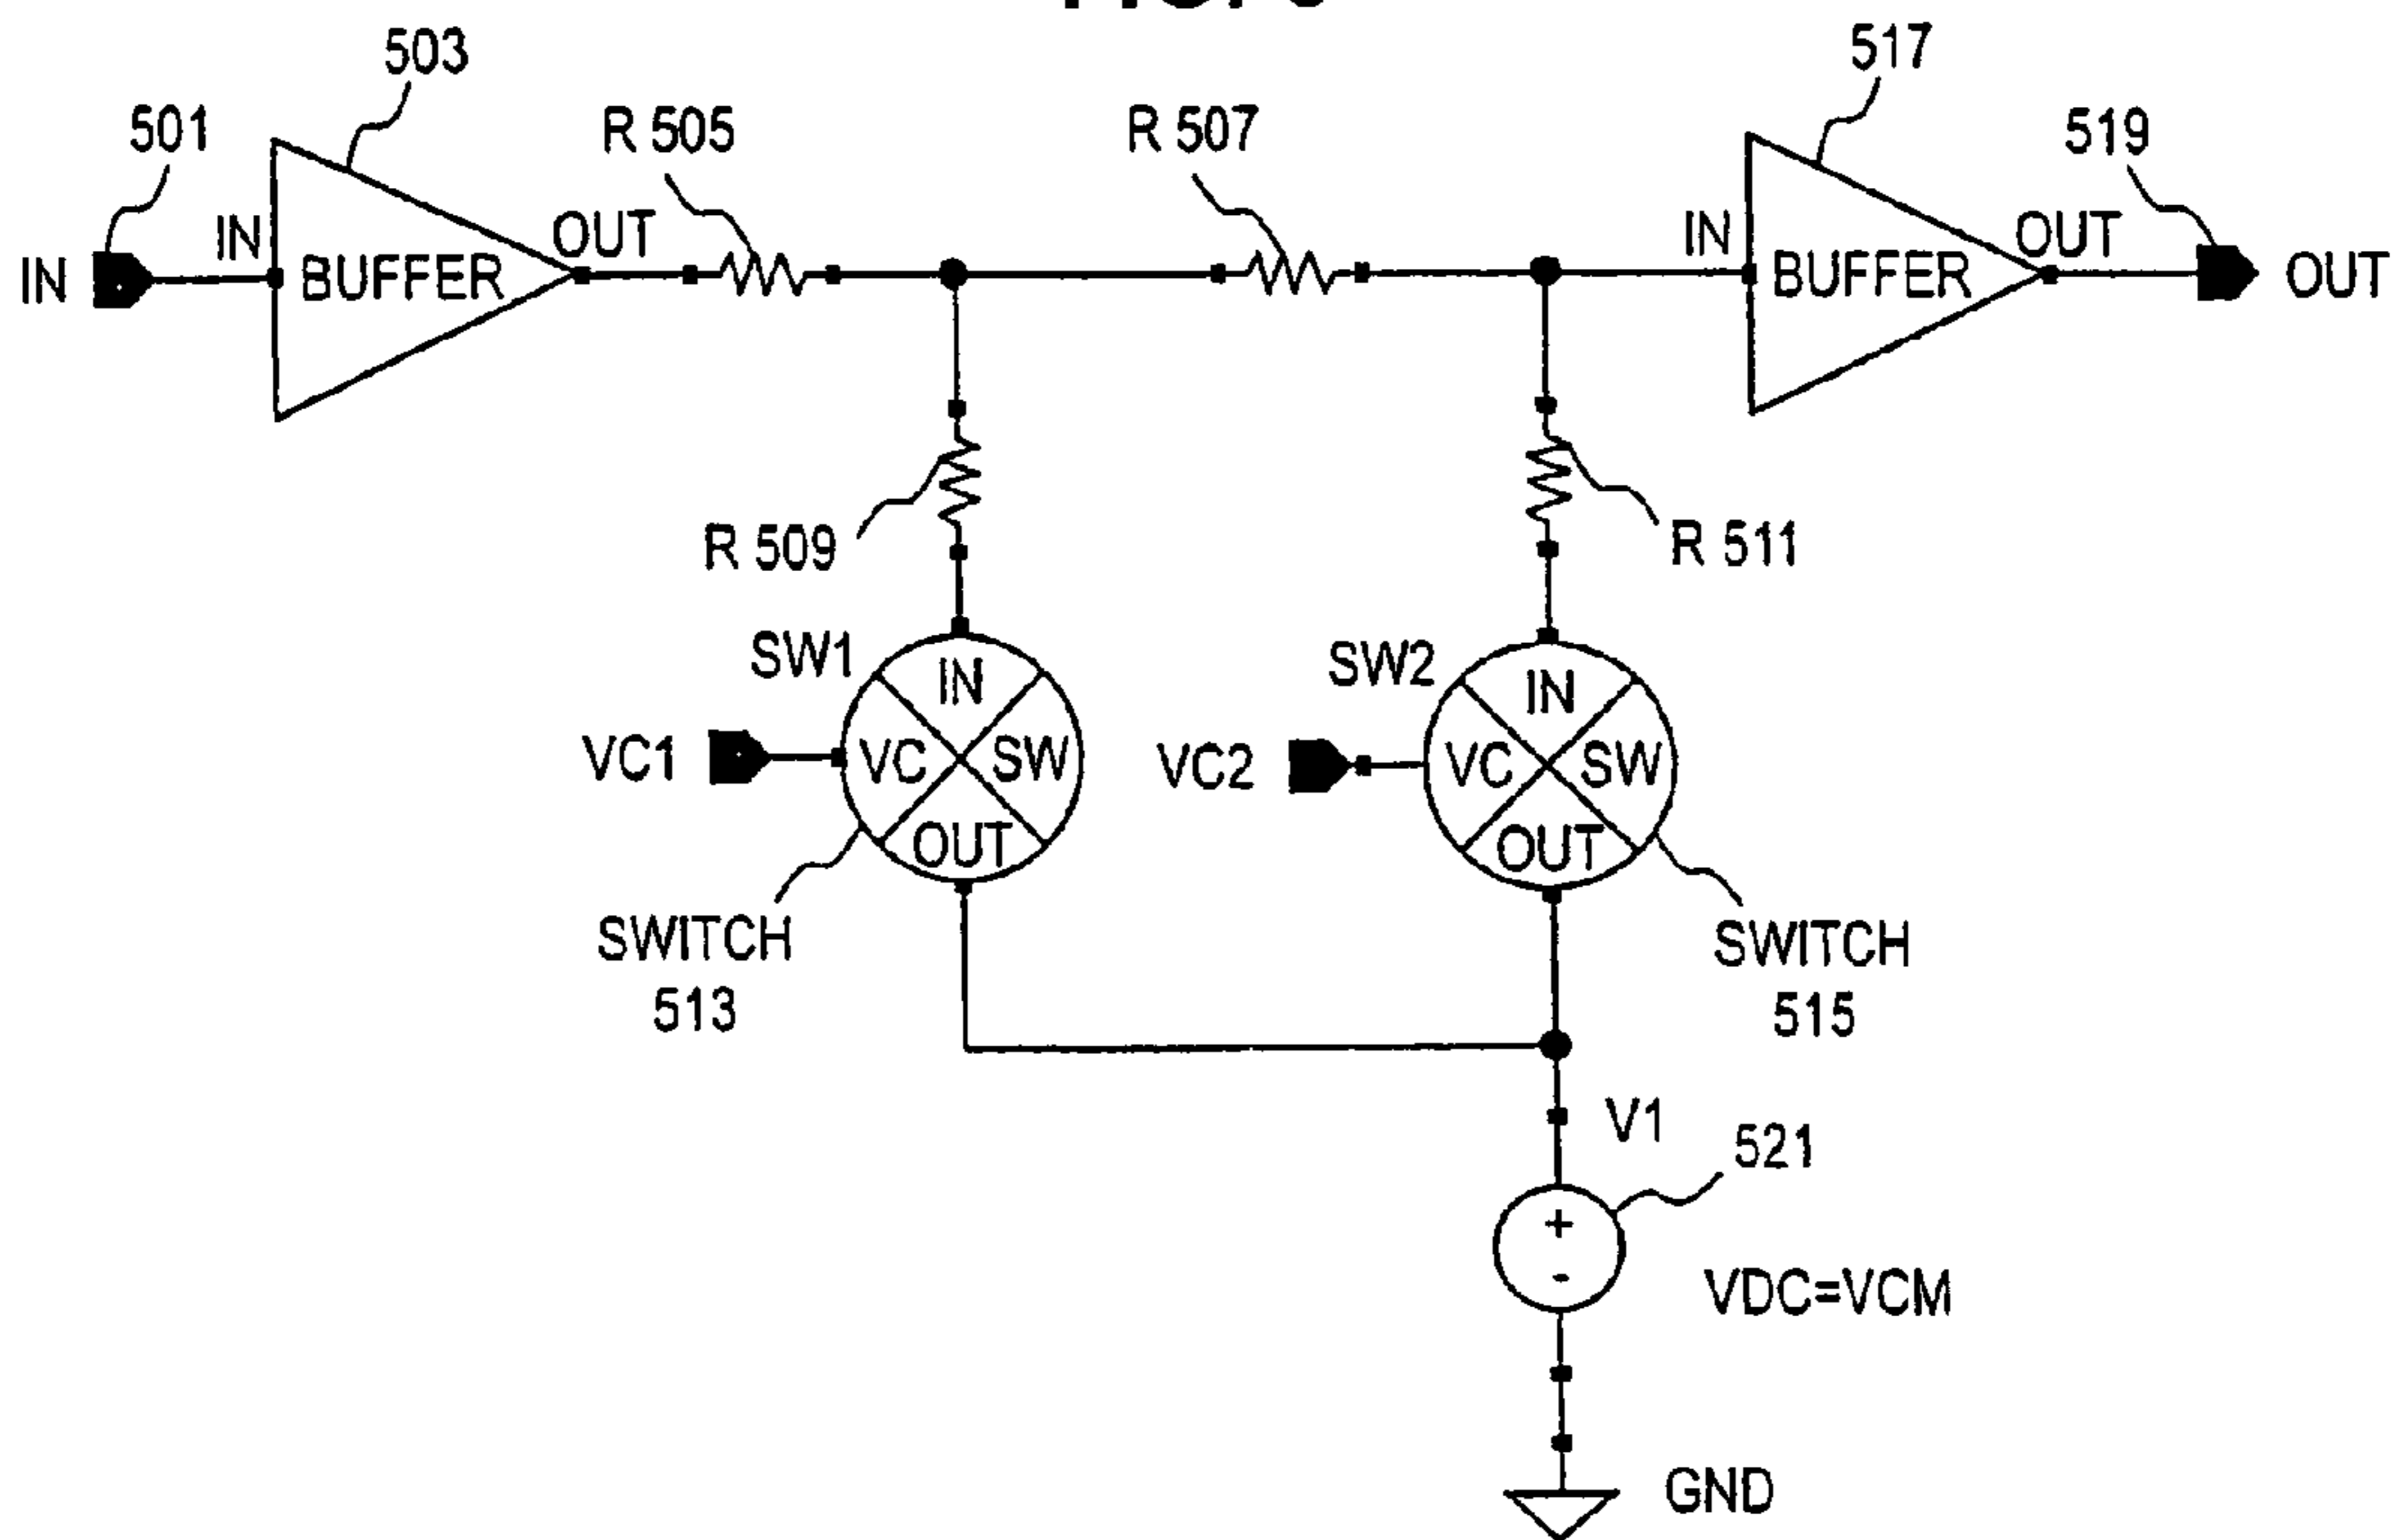 503
517
501
R 505
R 507
519
IN
IN
BUFFER
OUT
IN
BUFFER
OUT
OUT
R 509
R 511
SW1
IN
VC
SW
OUT
VC1
SW2
IN
VC
SW
OUT
VC2
SWITCH
513
SWITCH
515
V1
521
+
-
VDC=VCM
GND